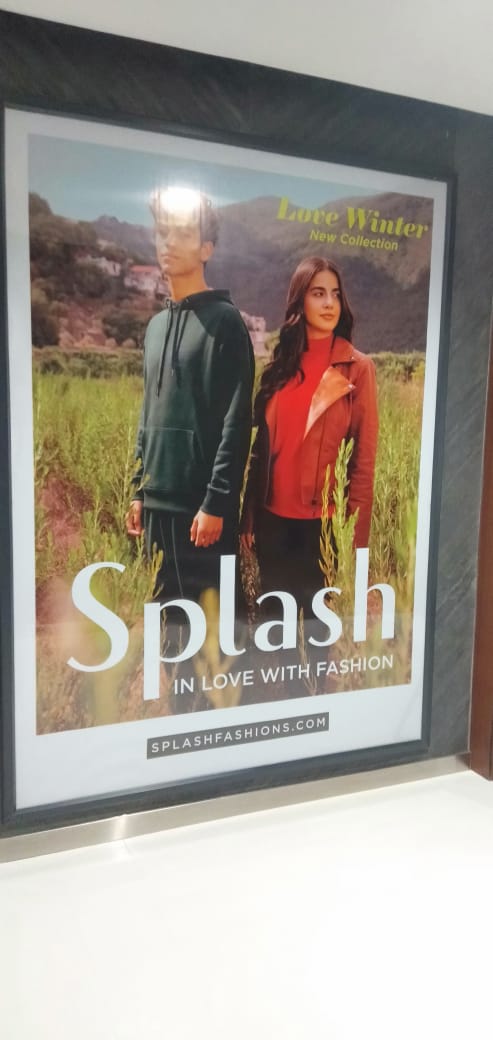 Love Winter
New Collection
Splash
IN LOVE WITH FASHION
SPLASHFASHIONS.COM